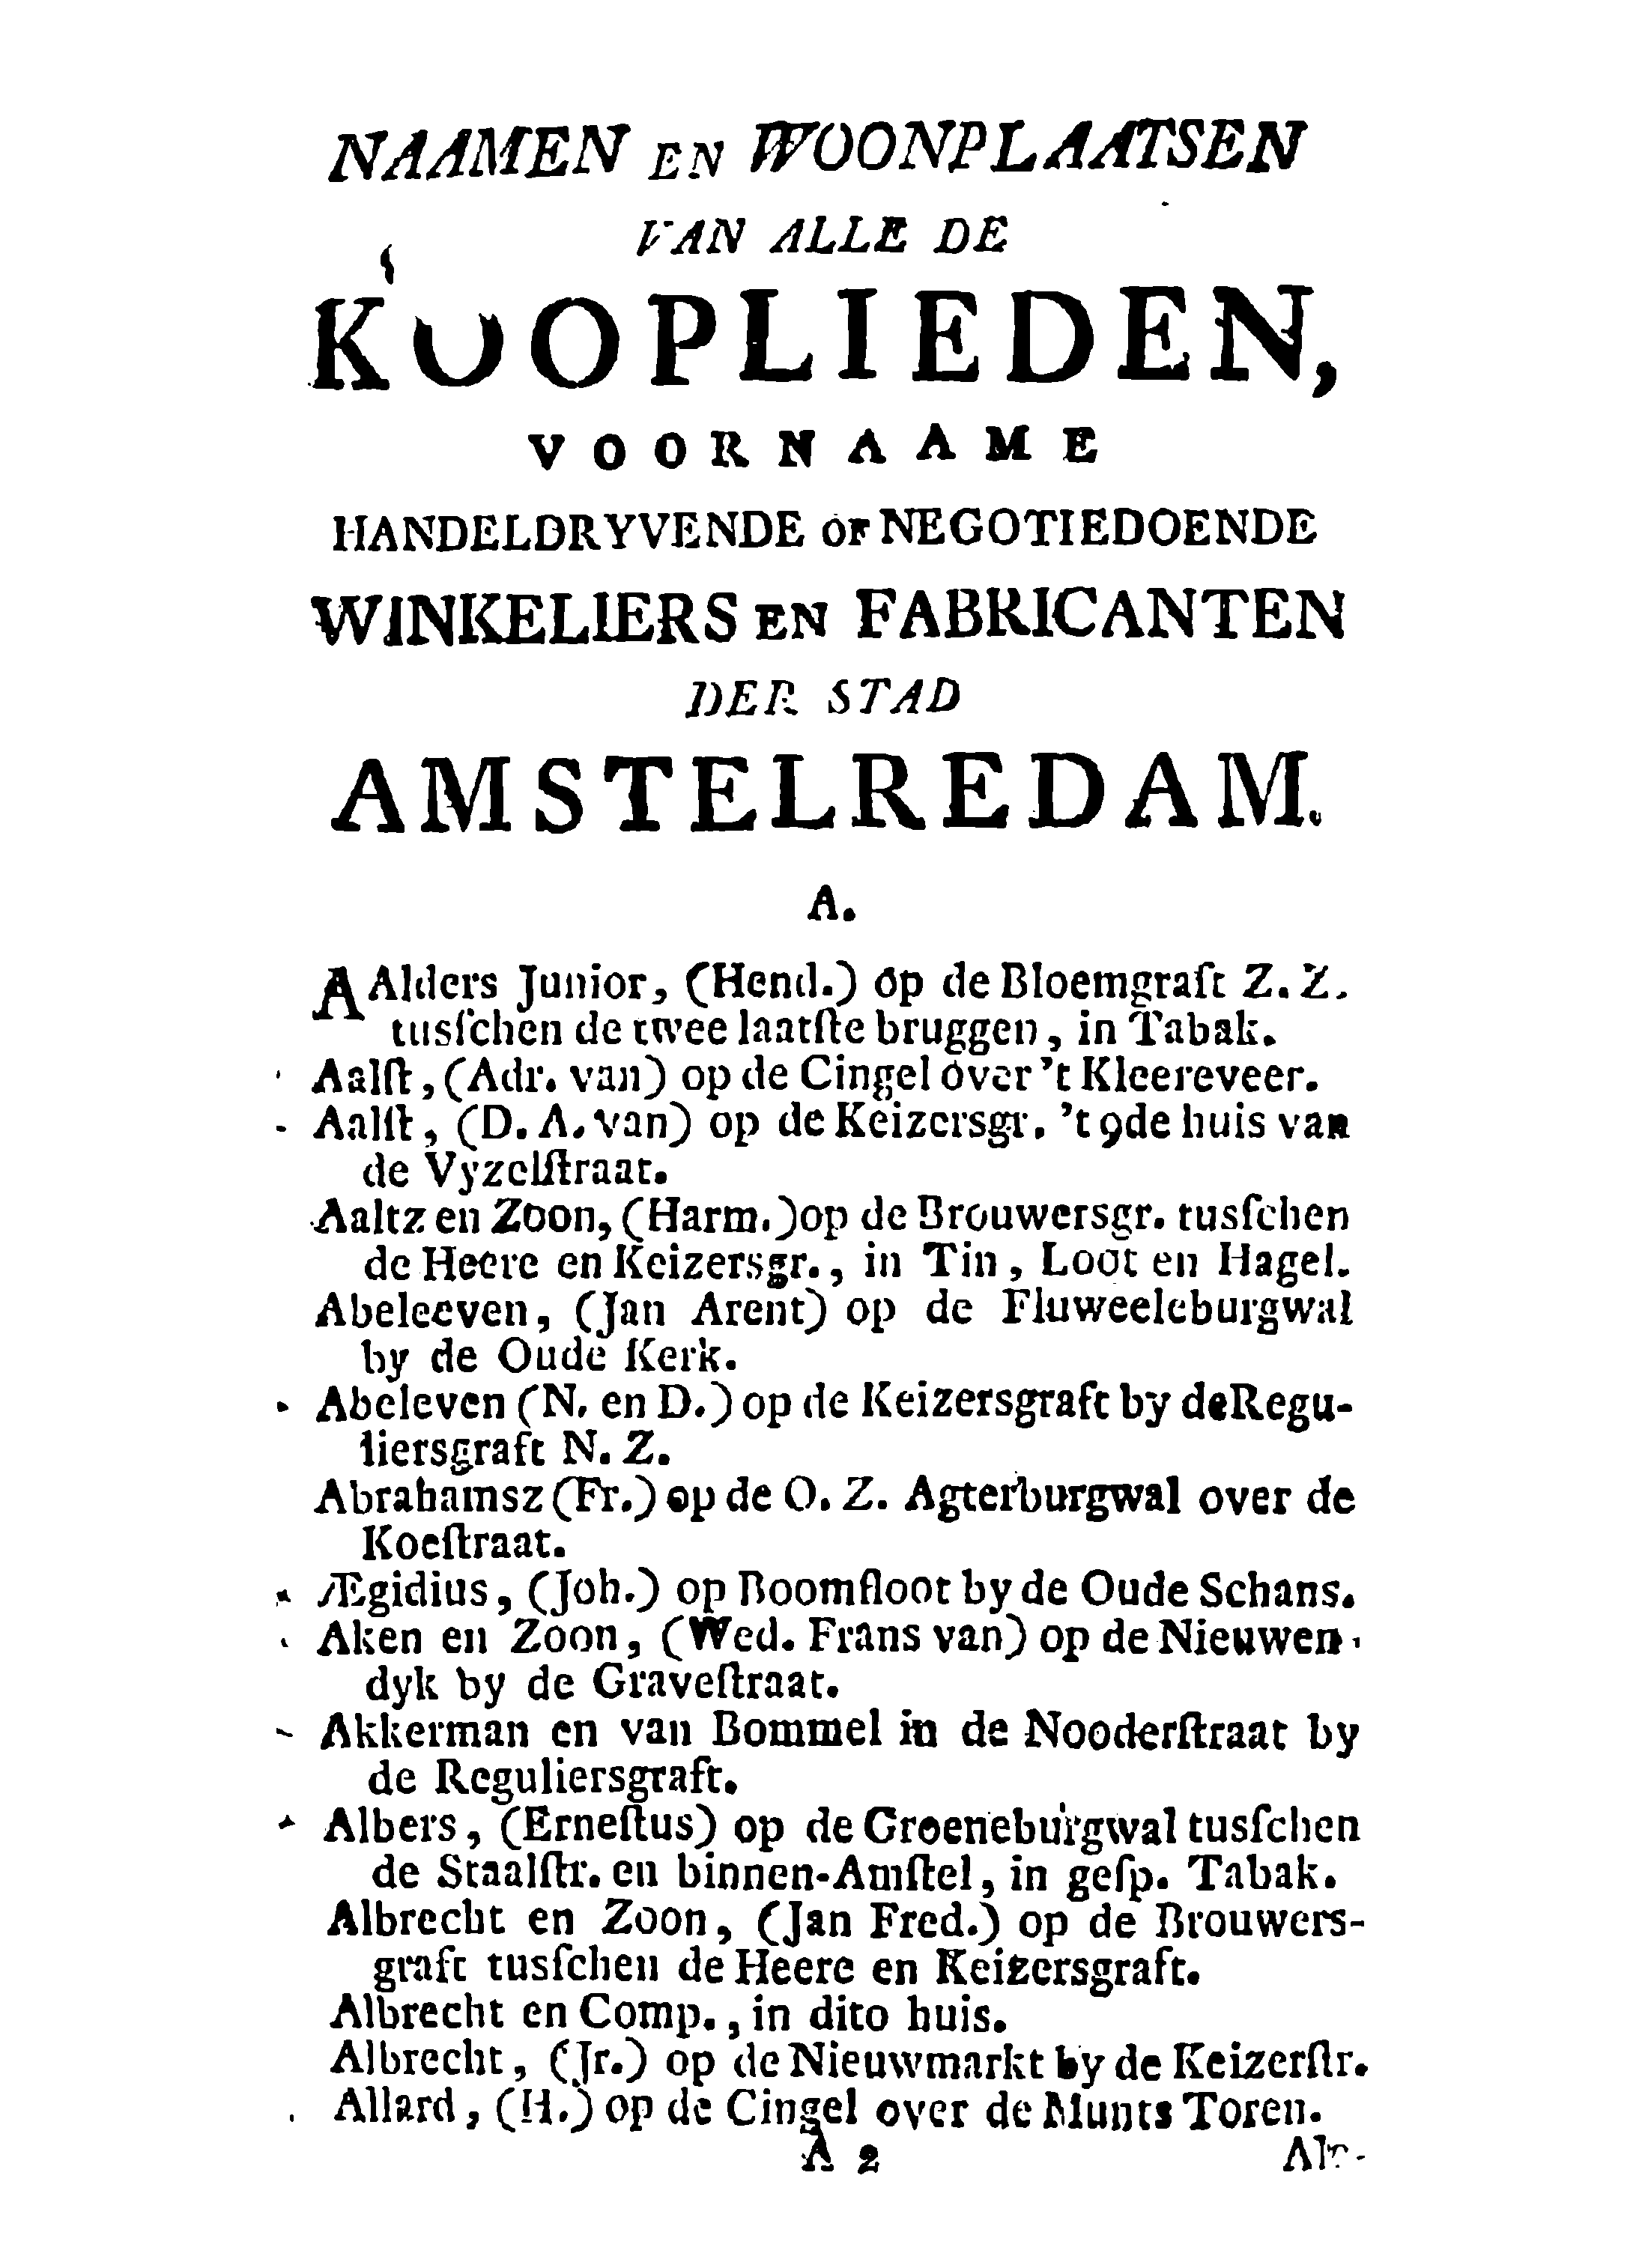 NAAMEN EN WOONPLAATSEN
VAN ALLE DE
KOOPLIEDEN,
VOORNAAME
HANDELDRYVENDE OF NEGOTIEDOENDE
WINKELIERS EN FABRICANTEN
DER STAD
AMSTELREDAM.
A.
AAlders Junior, (Hend.) op de Bloemgraft Z. Z.
tusſchen de twee laatſte bruggen, in Tabak.
Aalſt, (Adr. van) op de Cingel over 't Kleereveer.
Aalſt, (D. A. van) op de Keizersgr. 't 9de huis van
de Vyzelſtraat.
Aaltz en Zoon, (Harm.) op de Brouwersgr. tusſchen
de Heere en Keizersgr., in Tin, Loot en Hagel.
Abeleeven, (Jan Arent) op de Fluweeleburgwal
by de Oude Kerk.
Abeleven (N. en D.) op de Keizersgraft by de Regu-
liersgraft N. Z.
Abrahamsz (Fr.) op de O. Z. Agterburgwal over de
Koeſtraat.
Ægidius, (Joh.) op Boomſloot by de Oude Schans.
Aken en Zoon, (Wed. Frans van) op de Nieuwen-
dyk by de Graveſtraat.
Akkerman en van Bommel in de Nooderſtraat by
de Reguliersgraft.
Albers, (Erneſtus) op de Groeneburgwal tusſchen
de Staalſtr. en binnen-Amſtel, in geſp. Tabak.
Albrecht en Zoon, (Jan Fred.) op de Brouwers-
graft tusſchen de Heere en Keizersgraft.
Albrecht en Comp., in dito huis.
Albrecht, (Jr.) op de Nieuwmarkt by de Keizerſtr.
Allard, (H.) op de Cingel over de Munts Toren.
A 2